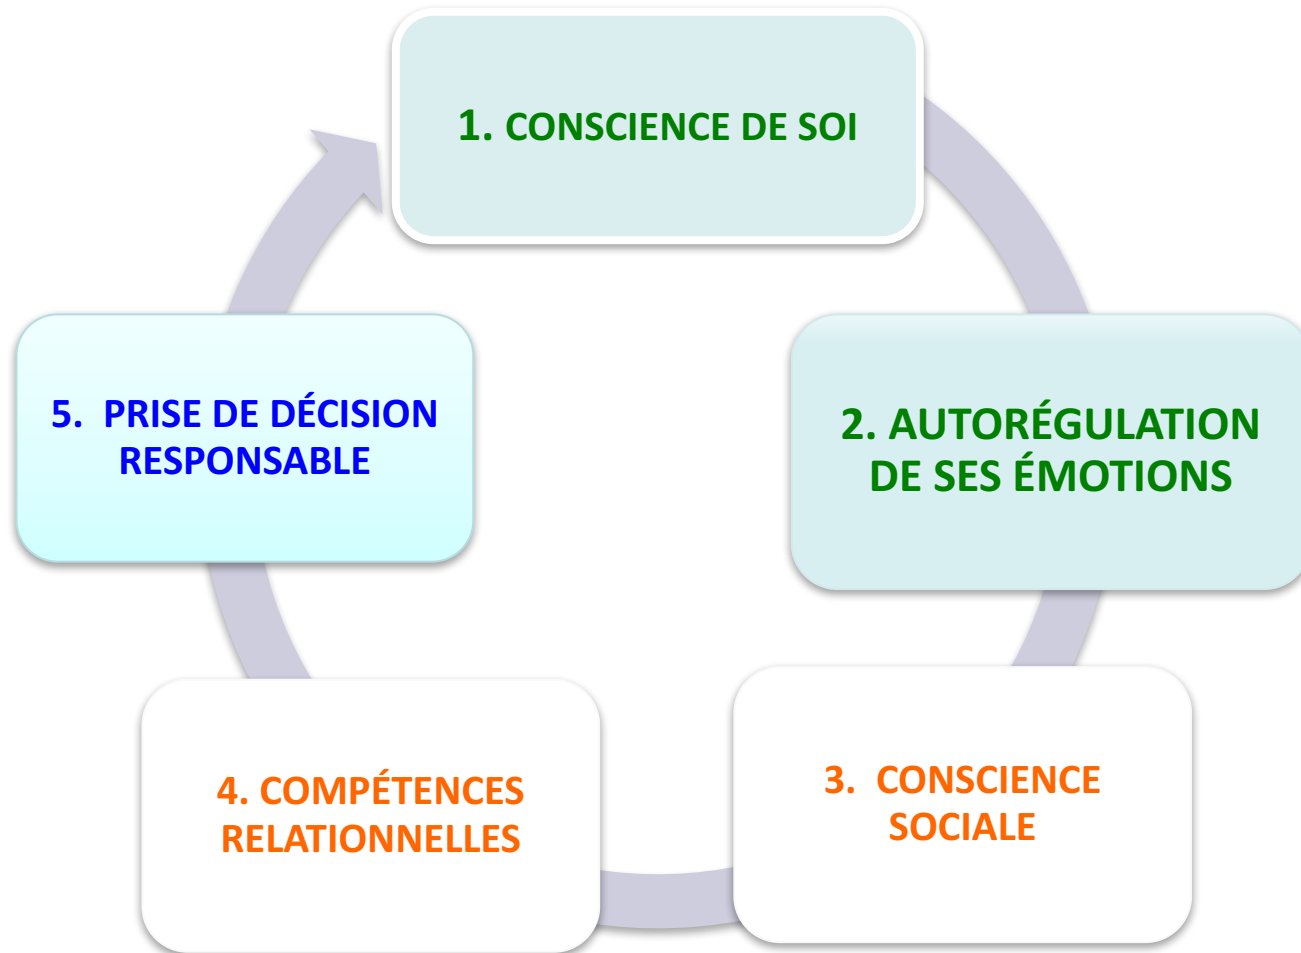 1. CONSCIENCE DE SOI
2. AUTORÉGULATION
DE SES ÉMOTIONS
3. CONSCIENCE
SOCIALE
4. COMPÉTENCES
RELATIONNELLES
5. PRISE DE DÉCISION
RESPONSABLE